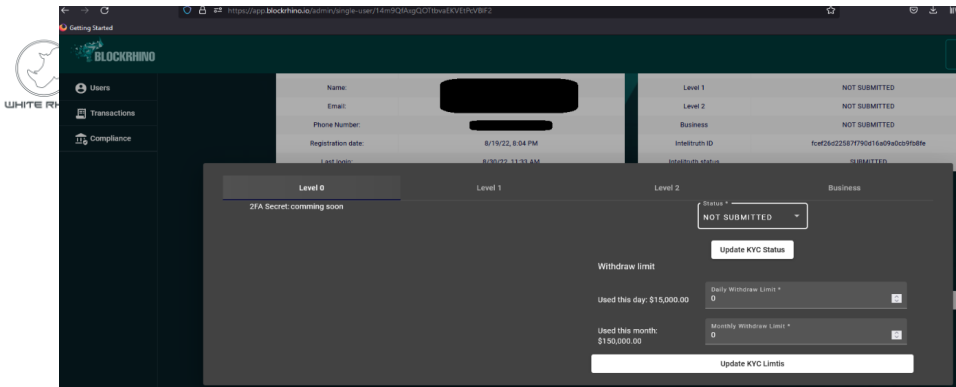 https://app.blockrhino.io/admin/single-user/14m9QfAxgQOTtbvaEKVEtPcVBIF2
Getting Started
BLOCKRHINO
WHITE RH
Users
Transactions
Compliance
Name:
Email:
Phone Number:
Registration date: 8/19/22, 8:04 PM
Last login: 8/30/22, 11:33 AM
Level 1 NOT SUBMITTED
Level 2 NOT SUBMITTED
Business NOT SUBMITTED
Intelitruth ID fcef26d22587f790d16a09a0cb9fb8fe
Intelitruth status SUBMITTED
Level 0 Level 1 Level 2 Business
2FA Secret: comming soon
Status *
NOT SUBMITTED
Update KYC Status
Withdraw limit
Used this day: $15,000.00
Daily Withdraw Limit *
0
Used this month:
$150,000.00
Monthly Withdraw Limit *
0
Update KYC Limtis